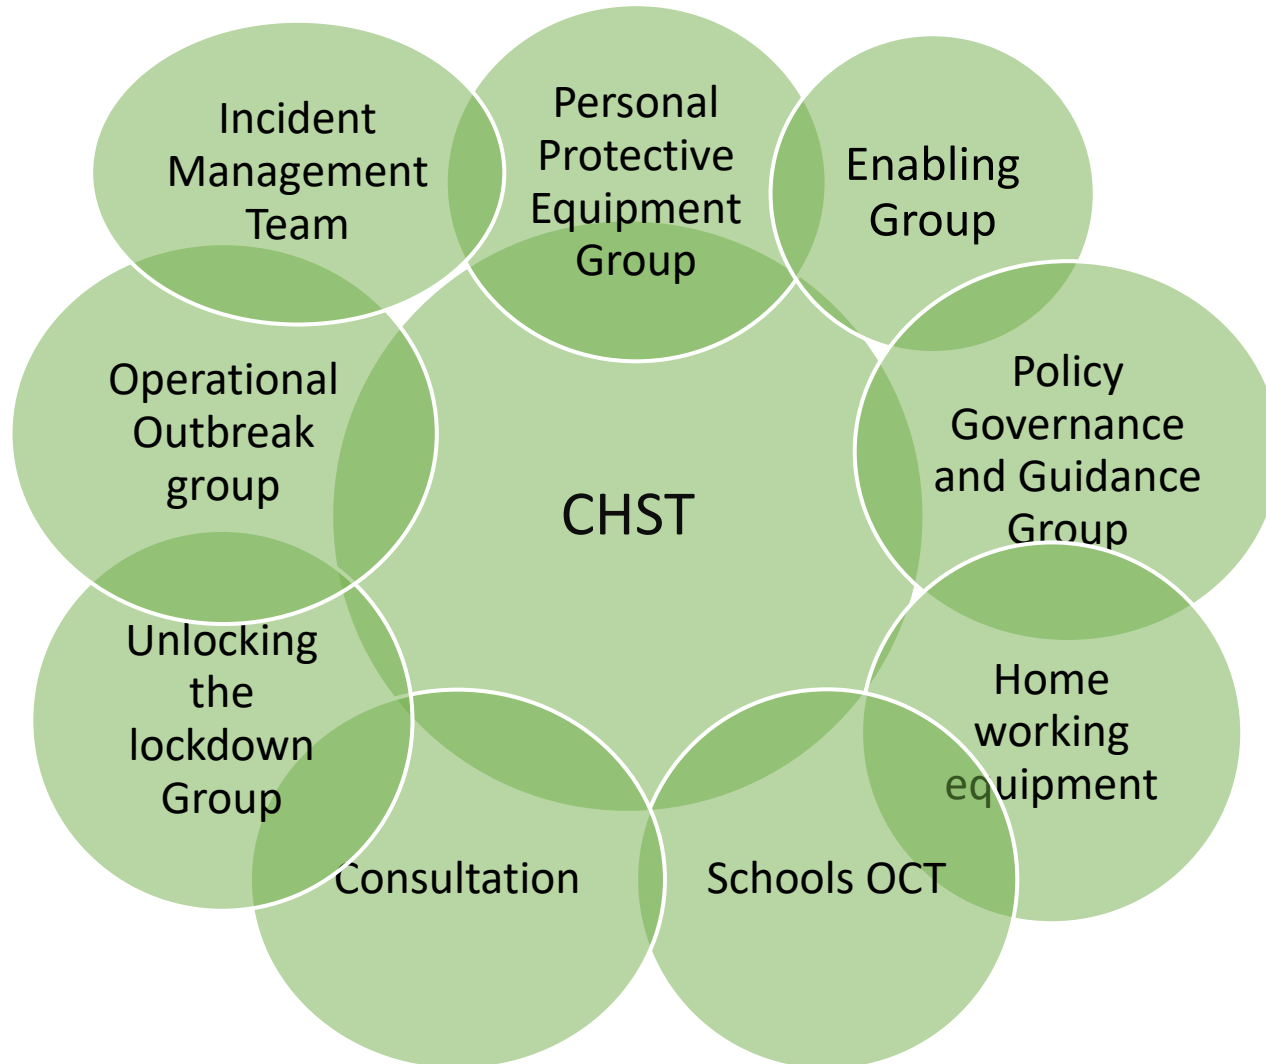 Incident
Management
Team
Personal
Protective
Equipment
Group
Enabling
Group
Operational
Outbreak
group
CHST
Policy
Governance
and Guidance
Group
Unlocking
the
lockdown
Group
Home
working
equipment
Consultation
Schools OCT